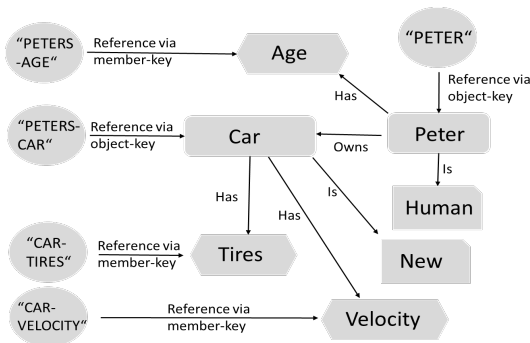 “PETERS
-AGE“
Reference via
member-key
Age
“PETER“
Reference via
object-key
Has
“PETERS-
CAR“
Reference via
object-key
Car
Owns
Peter
Is
Human
Has
Has
Is
“CAR-
TIRES“
Reference via
member-key
Tires
New
“CAR-
VELOCITY“
Reference via
member-key
Velocity